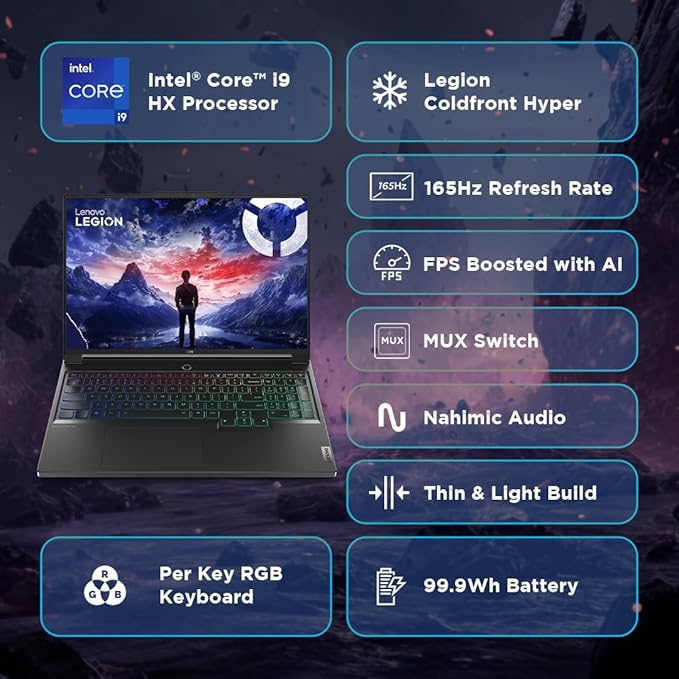 intel.
CORE
i9
Intel® Core™ i9
HX Processor
Legion
Coldfront Hyper
165Hz
165Hz Refresh Rate
FPS
FPS Boosted with AI
MUX
MUX Switch
Nahimic Audio
Thin & Light Build
Lenovo
LEGION
R
G B
Per Key RGB
Keyboard
99.9Wh Battery